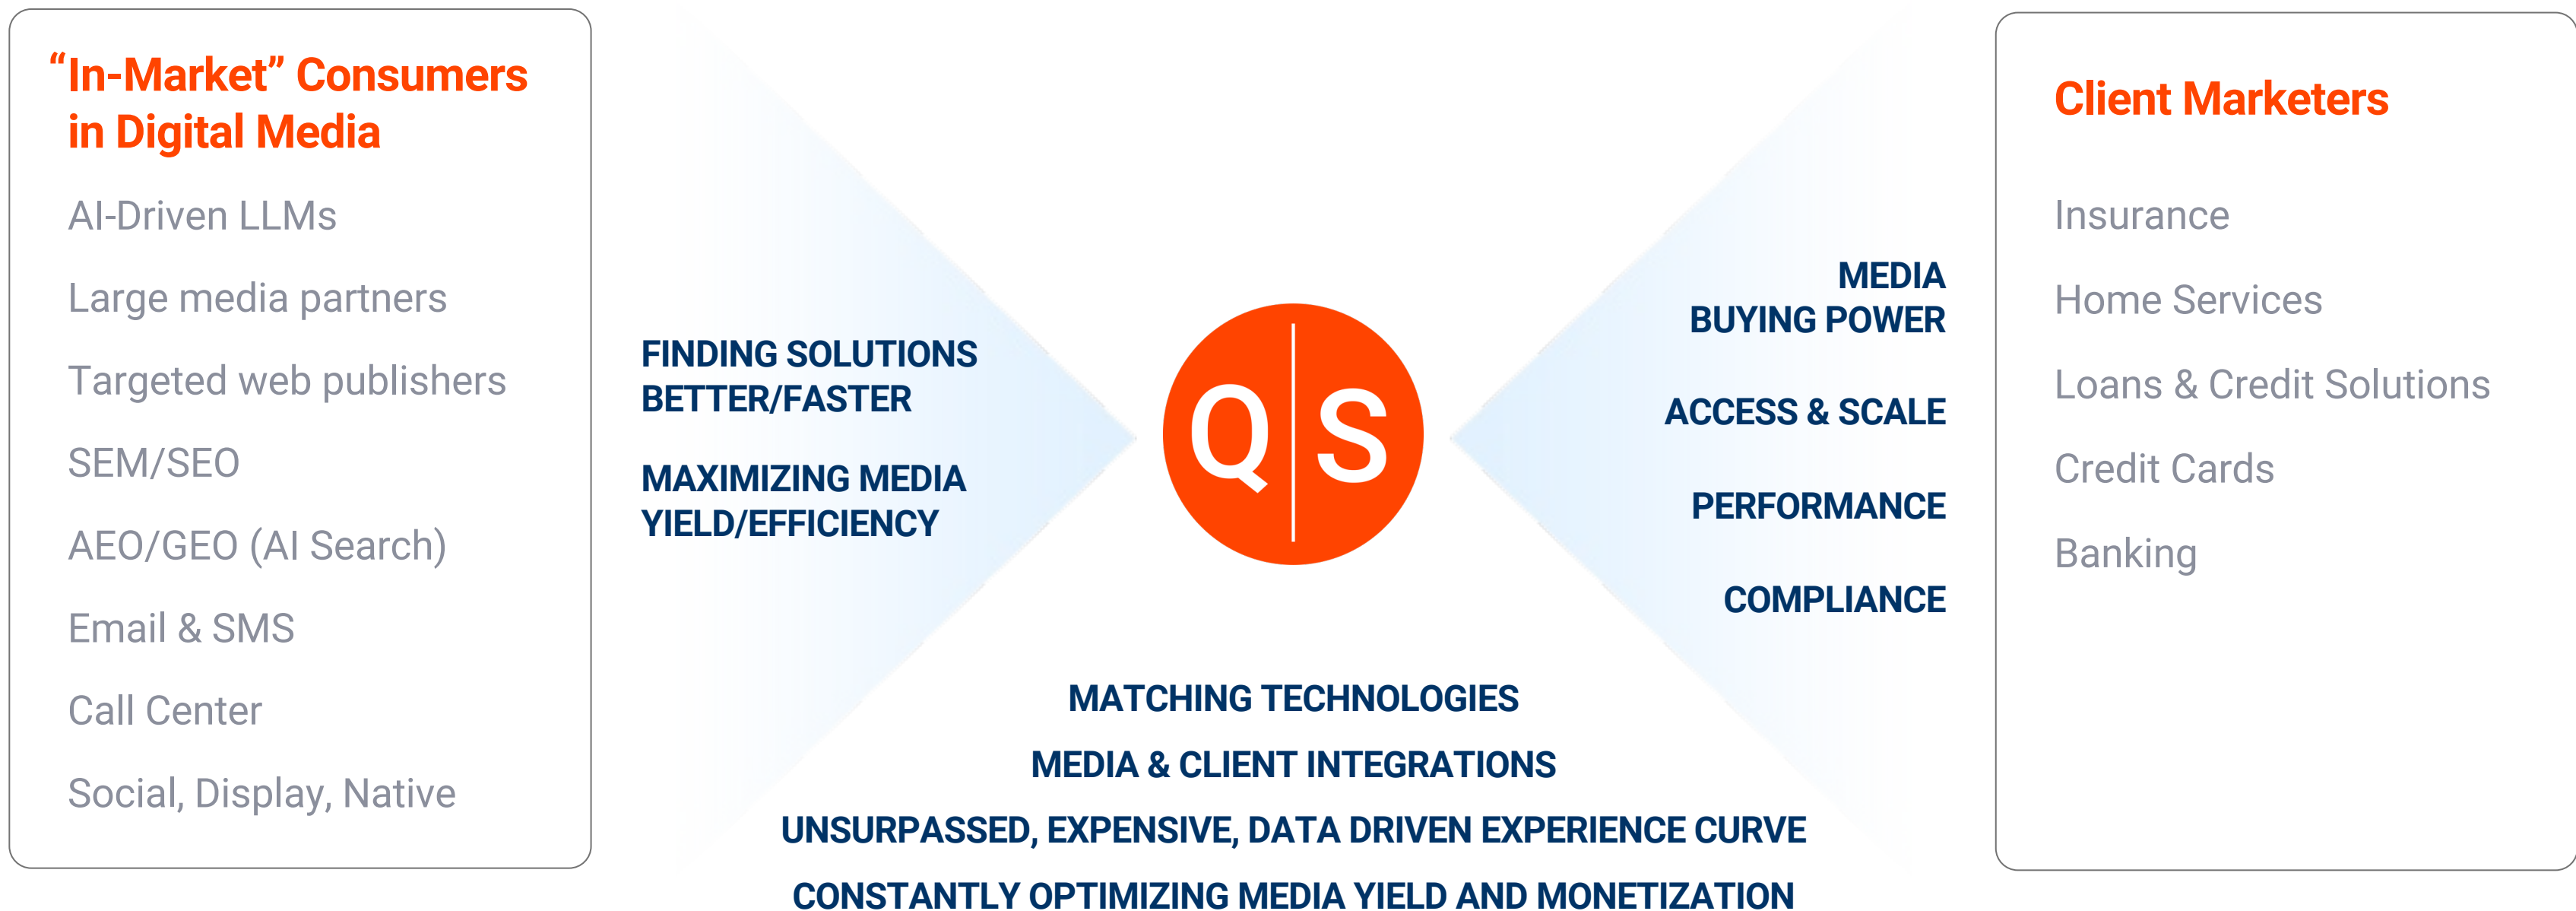 “In-Market” Consumers
in Digital Media
AI-Driven LLMs
Large media partners
Targeted web publishers
SEM/SEO
AEO/GEO (AI Search)
Email & SMS
Call Center
Social, Display, Native
FINDING SOLUTIONS
BETTER/FASTER
MAXIMIZING MEDIA
YIELD/EFFICIENCY
Q|S
MEDIA
BUYING POWER
ACCESS & SCALE
PERFORMANCE
COMPLIANCE
MATCHING TECHNOLOGIES
MEDIA & CLIENT INTEGRATIONS
UNSURPASSED, EXPENSIVE, DATA DRIVEN EXPERIENCE CURVE
CONSTANTLY OPTIMIZING MEDIA YIELD AND MONETIZATION
Client Marketers
Insurance
Home Services
Loans & Credit Solutions
Credit Cards
Banking